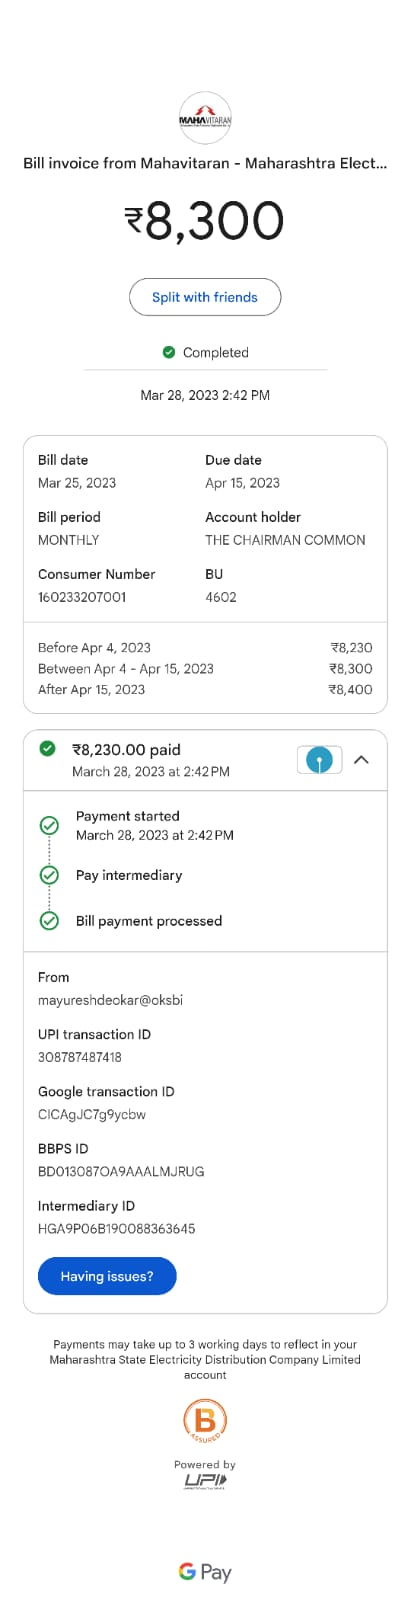 MAHAVITARAN
Bill invoice from Mahavitaran - Maharashtra Elect...
₹8,300
Split with friends
Completed
Mar 28, 2023 2:42 PM
Bill date Due date
Mar 25, 2023 Apr 15, 2023
Bill period Account holder
MONTHLY THE CHAIRMAN COMMON
Consumer Number BU
160233207001 4602
Before Apr 4, 2023 ₹8,230
Between Apr 4 - Apr 15, 2023 ₹8,300
After Apr 15, 2023 ₹8,400
₹8,230.00 paid
March 28, 2023 at 2:42 PM
Payment started
March 28, 2023 at 2:42 PM
Pay intermediary
Bill payment processed
From
mayureshdeokar@oksbi
UPI transaction ID
308787487418
Google transaction ID
CICAgJC7g9ycbw
BBPS ID
BD013087OA9AAALMJRUG
Intermediary ID
HGA9P06B190088363645
Having issues?
Payments may take up to 3 working days to reflect in your
Maharashtra State Electricity Distribution Company Limited
account
B
ASSURED
Powered by
UPI
G Pay